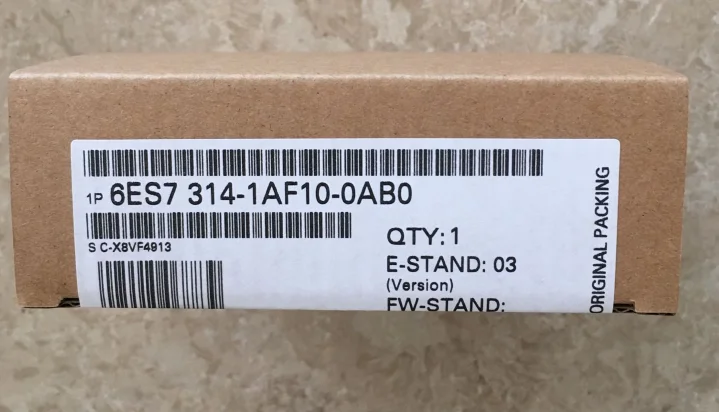 1P 6ES7 314-1AF10-0AB0
S C-X8VF4913
QTY: 1
E-STAND: 03
(Version)
FW-STAND:
ORIGINAL PACKING